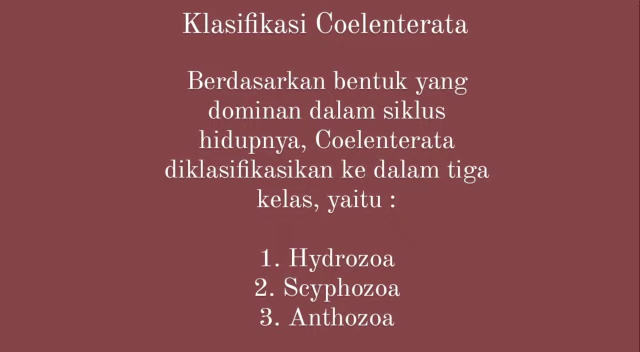 Klasifikasi Coelenterata
Berdasarkan bentuk yang
dominan dalam siklus
hidupnya, Coelenterata
diklasifikasikan ke dalam tiga
kelas, yaitu :
1. Hydrozoa
2. Scyphozoa
3. Anthozoa